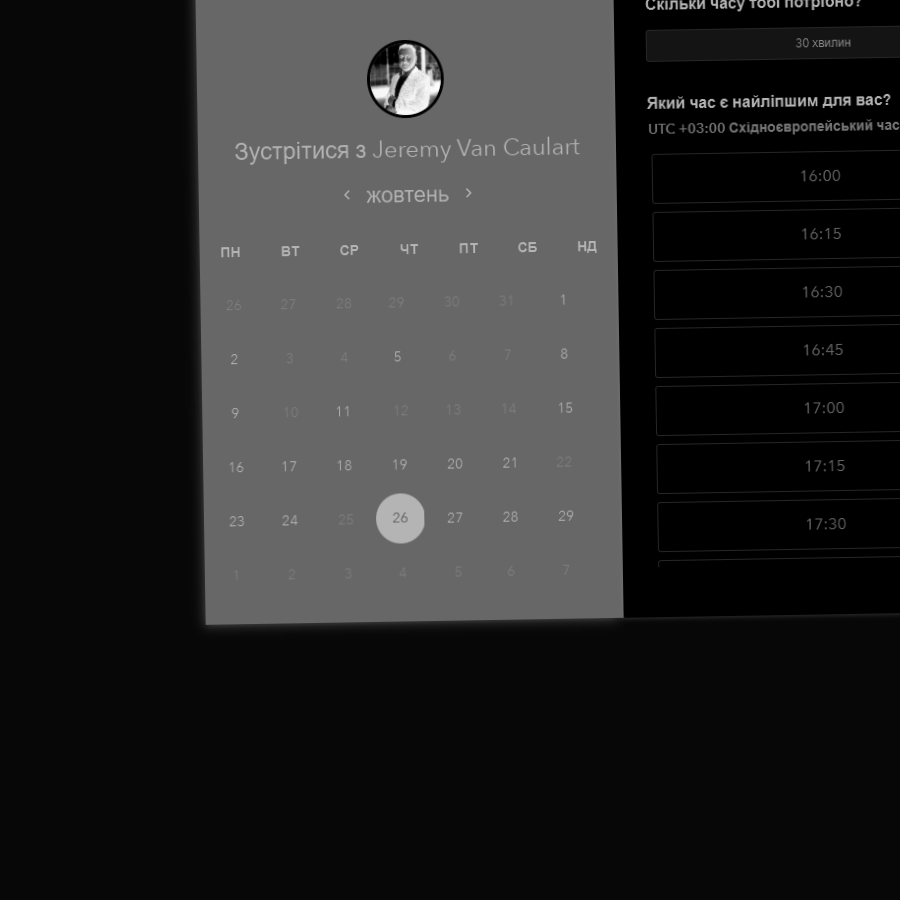 Зустрітися з Jeremy Van Caulart
‹ жовтень ›
ПН ВТ СР ЧТ ПТ СБ НД
26 27 28 29 30 31 1
2 3 4 5 6 7 8
9 10 11 12 13 14 15
16 17 18 19 20 21 22
23 24 25 26 27 28 29
1 2 3 4 5 6 7
Скільки часу тобі потрібно?
30 хвилин
Який час є найліпшим для вас?
UTC +03:00 Східноєвропейський час
16:00
16:15
16:30
16:45
17:00
17:15
17:30